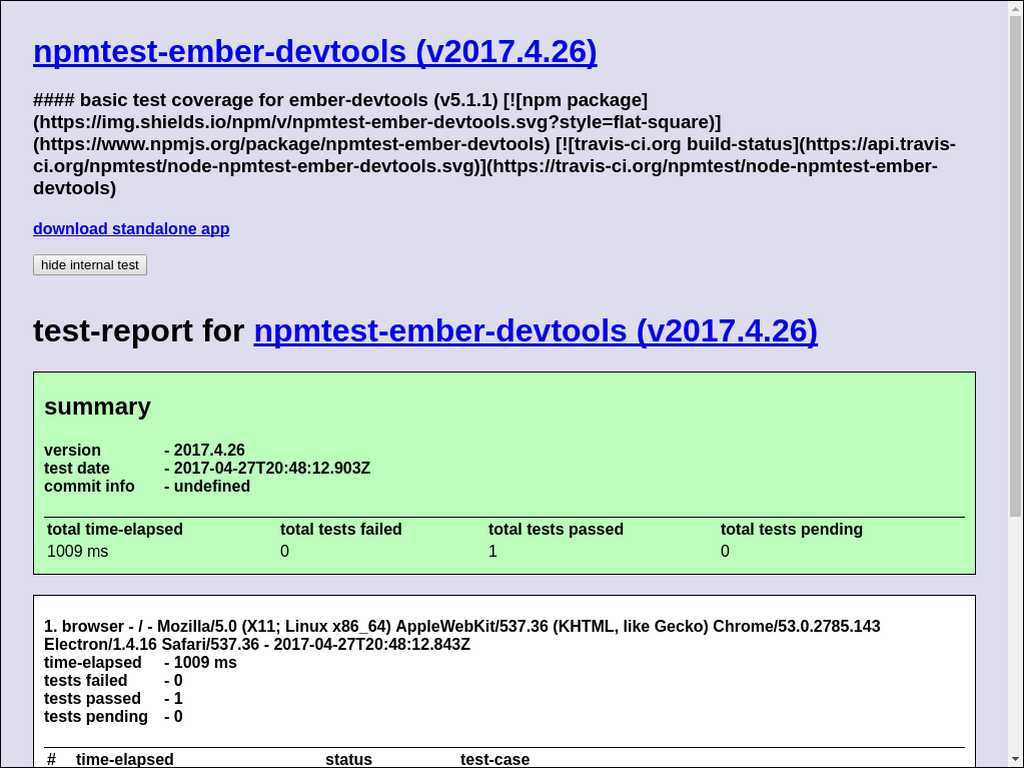 npmtest-ember-devtools (v2017.4.26)
#### basic test coverage for ember-devtools (v5.1.1) [![npm package]
(https://img.shields.io/npm/v/npmtest-ember-devtools.svg?style=flat-square)]
(https://www.npmjs.org/package/npmtest-ember-devtools) [![travis-ci.org build-status](https://api.travis-
ci.org/npmtest/node-npmtest-ember-devtools.svg)](https://travis-ci.org/npmtest/node-npmtest-ember-
devtools)
download standalone app
hide internal test
test-report for npmtest-ember-devtools (v2017.4.26)
summary
version - 2017.4.26
test date - 2017-04-27T20:48:12.903Z
commit info - undefined
total time-elapsed total tests failed total tests passed total tests pending
1009 ms 0 1 0
1. browser - / - Mozilla/5.0 (X11; Linux x86_64) AppleWebKit/537.36 (KHTML, like Gecko) Chrome/53.0.2785.143
Electron/1.4.16 Safari/537.36 - 2017-04-27T20:48:12.843Z
time-elapsed - 1009 ms
tests failed - 0
tests passed - 1
tests pending - 0
# time-elapsed status test-case